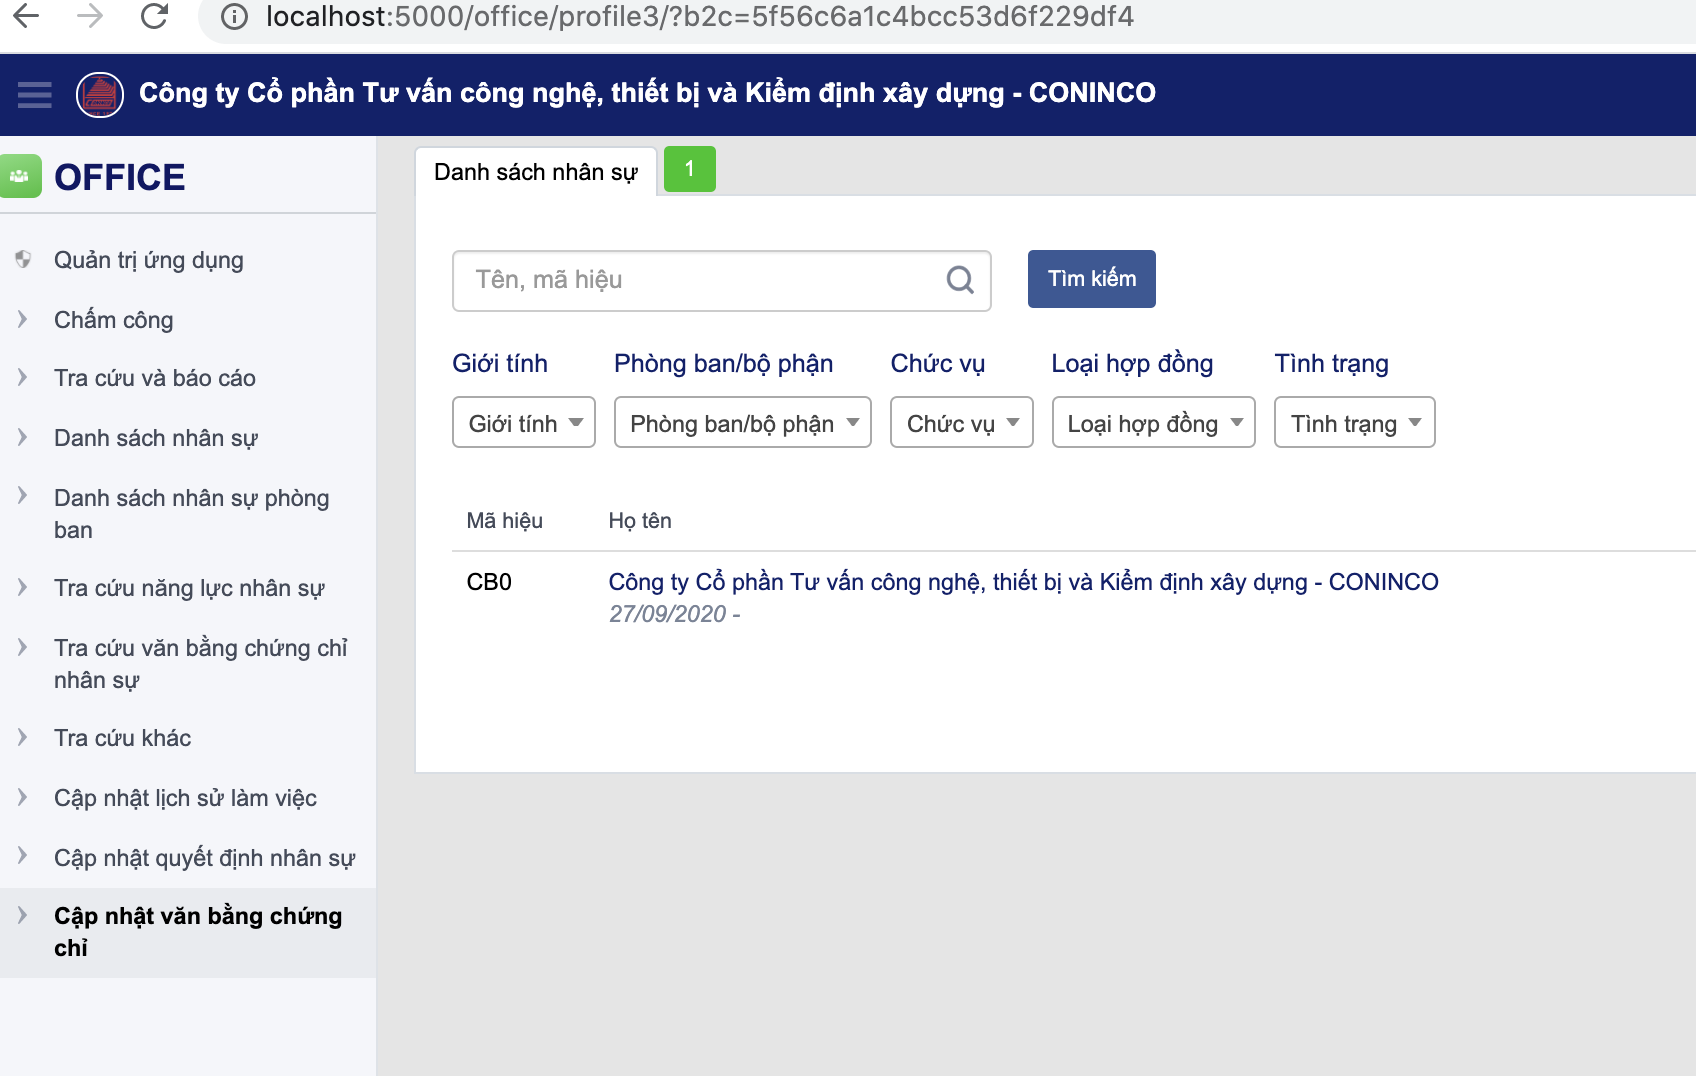 localhost:5000/office/profile3/?b2c=5f56c6a1c4bcc53d6f229df4
Công ty Cổ phần Tư vấn công nghệ, thiết bị và Kiểm định xây dựng - CONINCO
OFFICE
Quản trị ứng dụng
Chấm công
Tra cứu và báo cáo
Danh sách nhân sự
Danh sách nhân sự phòng
ban
Tra cứu năng lực nhân sự
Tra cứu văn bằng chứng chỉ
nhân sự
Tra cứu khác
Cập nhật lịch sử làm việc
Cập nhật quyết định nhân sự
Cập nhật văn bằng chứng
chỉ
Danh sách nhân sự 1
Tên, mã hiệu
Tìm kiếm
Giới tính Phòng ban/bộ phận Chức vụ Loại hợp đồng Tình trạng
Giới tính Phòng ban/bộ phận Chức vụ Loại hợp đồng Tình trạng
Mã hiệu Họ tên
CB0 Công ty Cổ phần Tư vấn công nghệ, thiết bị và Kiểm định xây dựng - CONINCO
27/09/2020 -